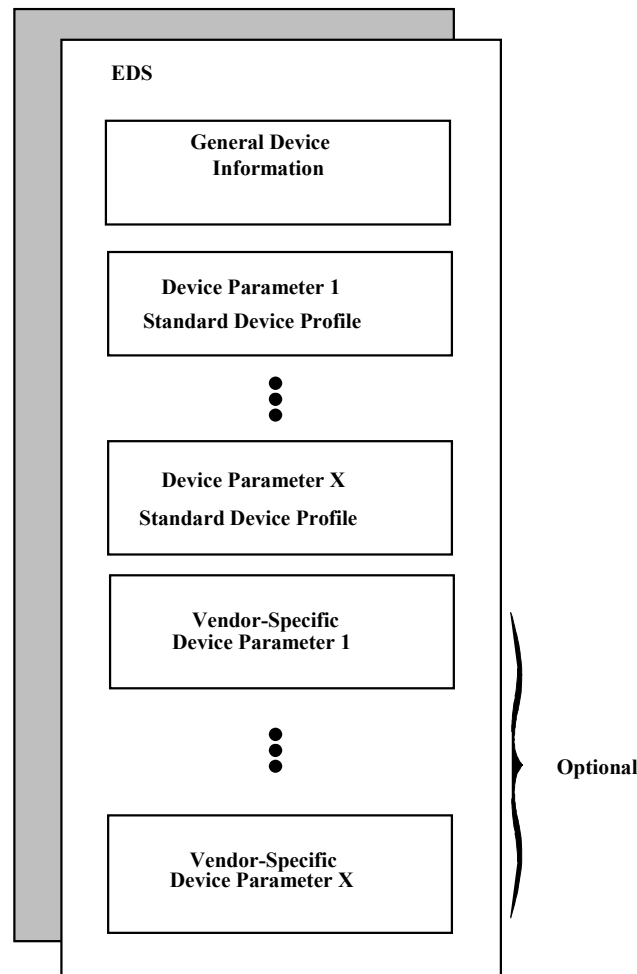 EDS
General Device
Information
Device Parameter 1
Standard Device Profile
Device Parameter X
Standard Device Profile
Vendor-Specific
Device Parameter 1
Optional
Vendor-Specific
Device Parameter X